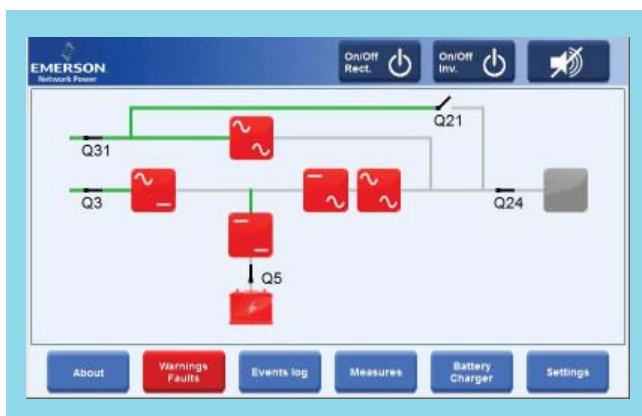 EMERSON
Network Power
On/Off
Rect.
On/Off
Inv.
Q21
Q31
Q3
Q24
Q5
About
Warnings
Faults
Events log
Measures
Battery
Charger
Settings